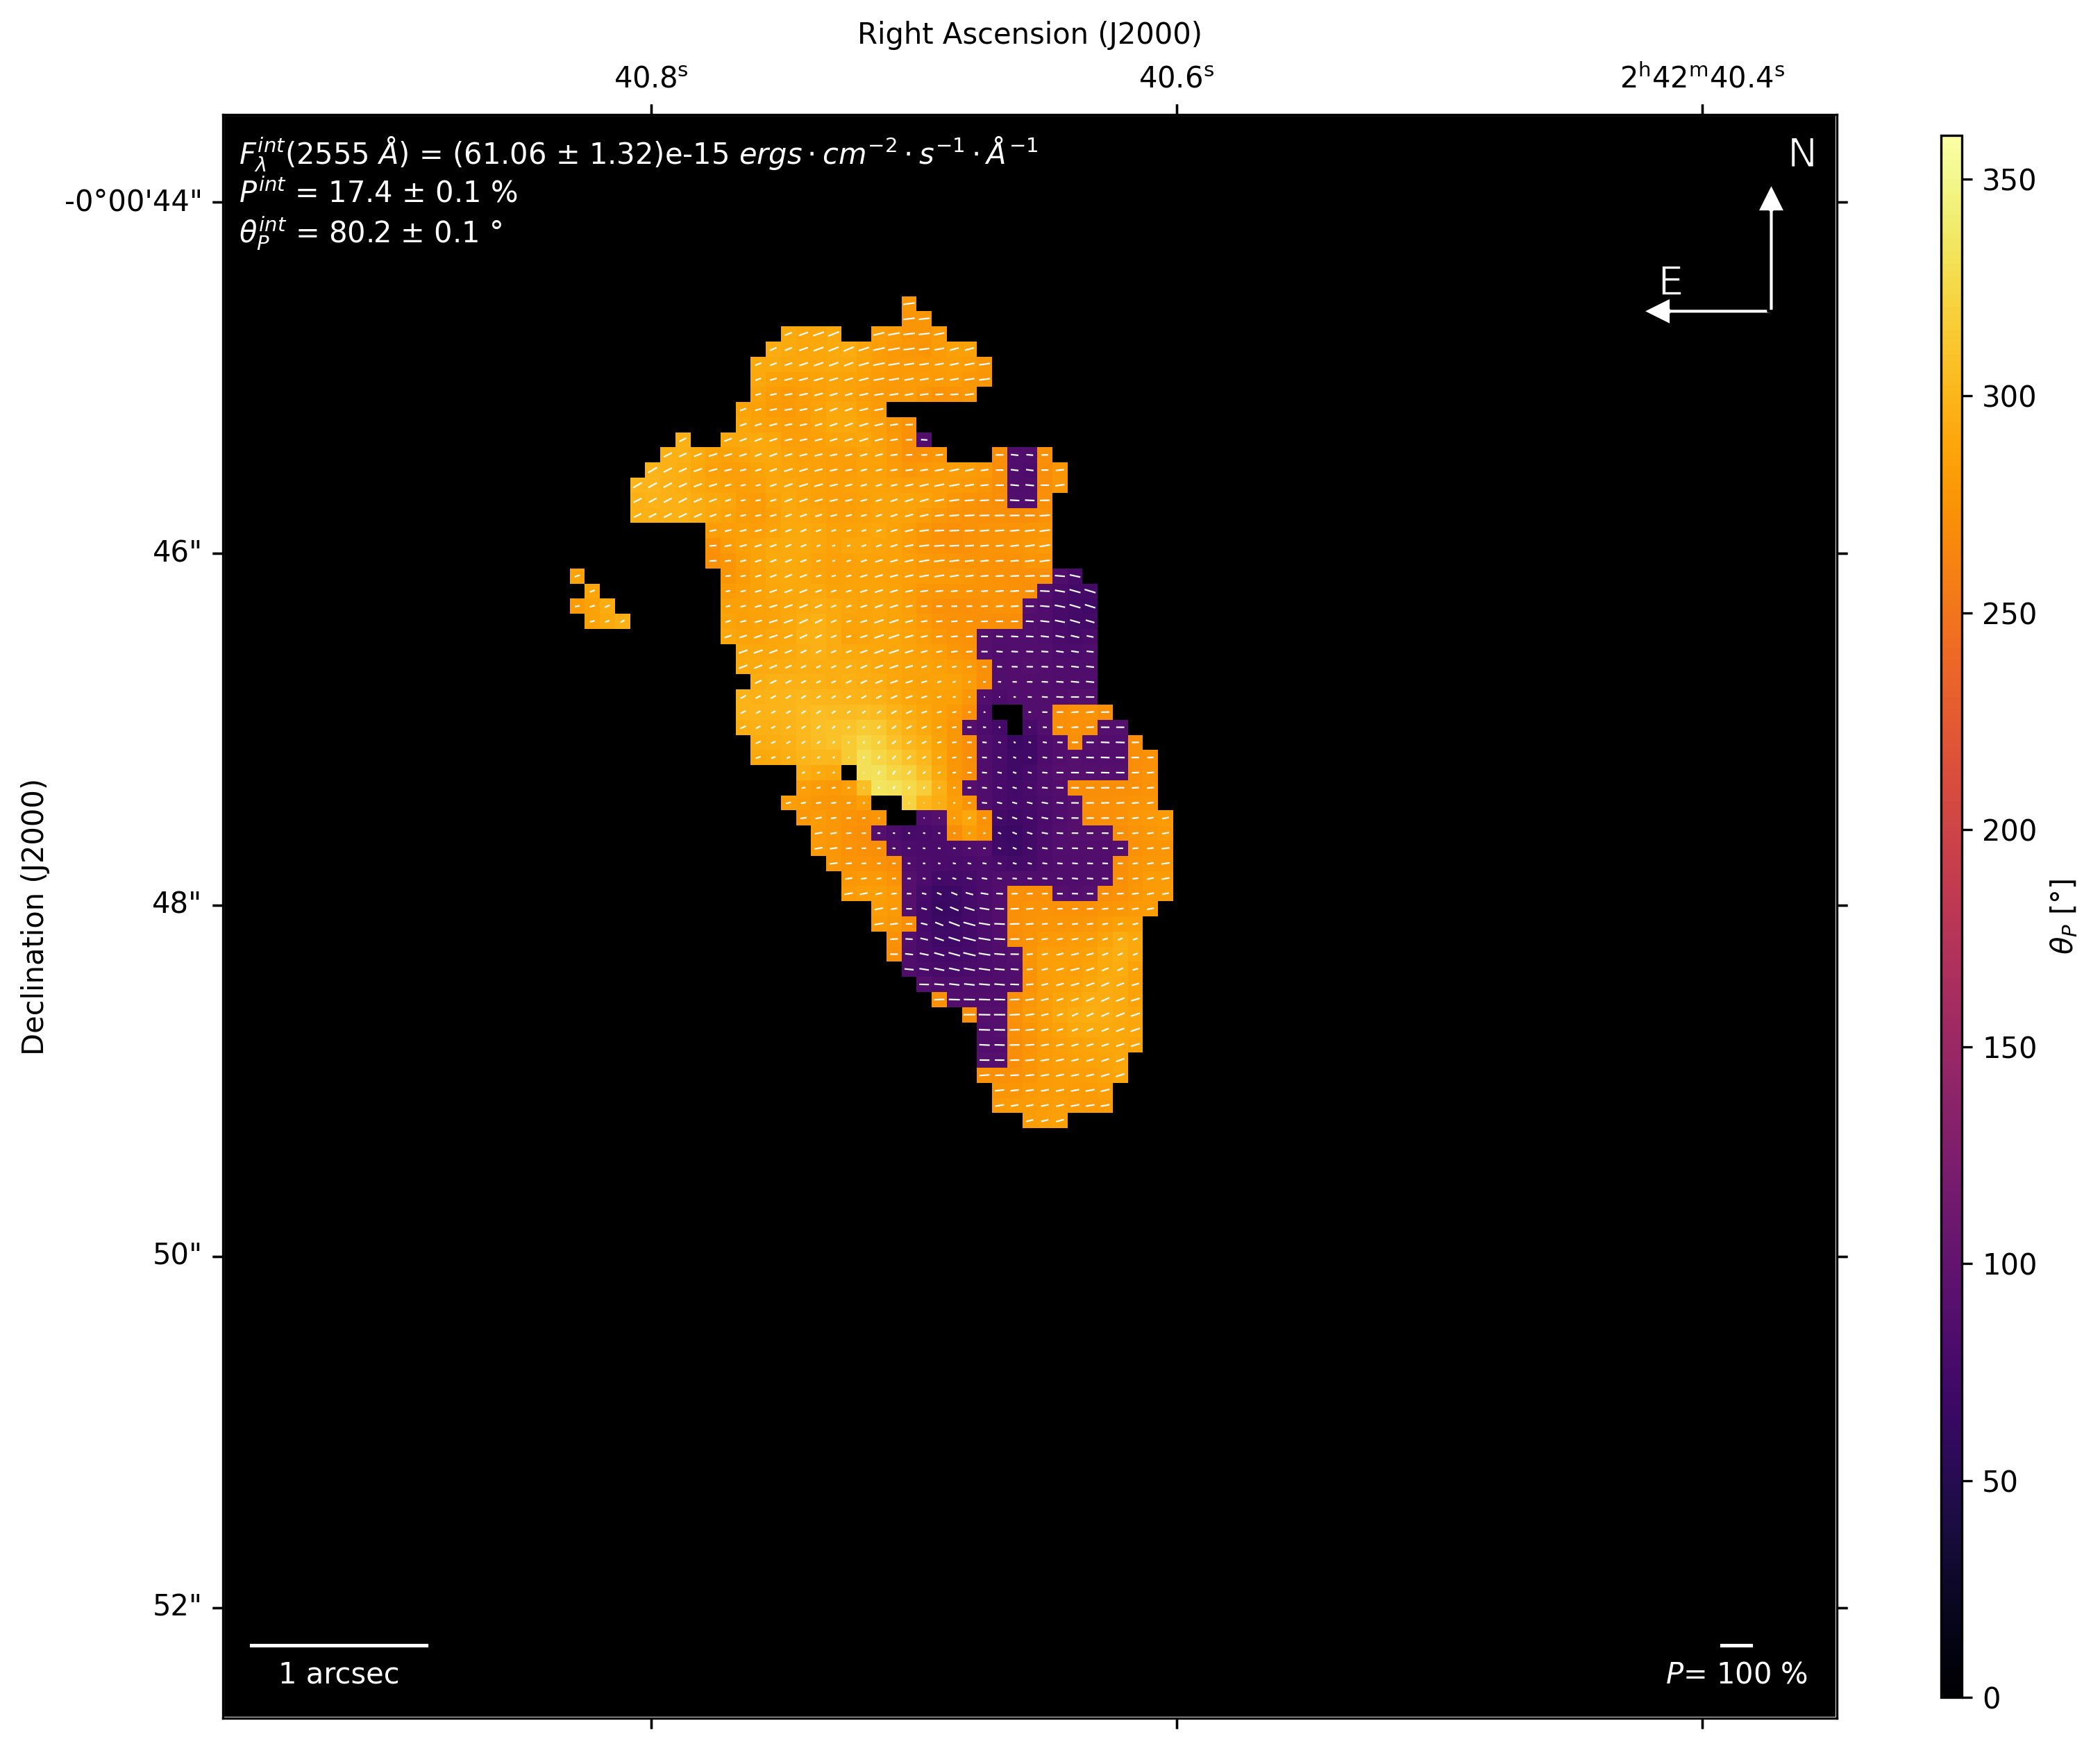 Right Ascension (J2000)
40.8ˢ 40.6ˢ 2ʰ42ᵐ40.4ˢ
F_λ^int(2555 Å) = (61.06 ± 1.32)e-15 ergs · cm⁻² · s⁻¹ · Å⁻¹
P^int = 17.4 ± 0.1 %
θ_P^int = 80.2 ± 0.1 °
N
E
-0°00'44"
46"
48"
50"
52"
Declination (J2000)
1 arcsec
P= 100 %
350
300
250
200
150
100
50
0
θ_P [°]